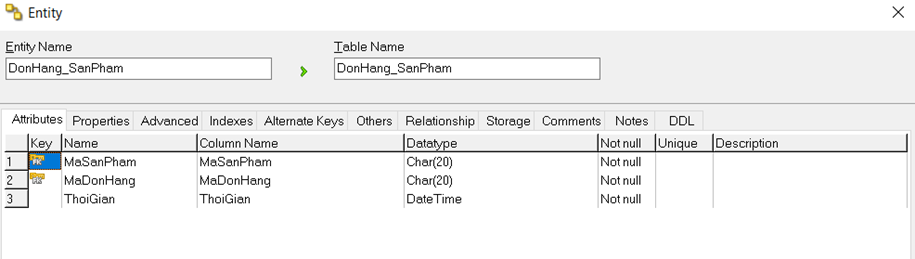 Entity
Entity Name Table Name
DonHang_SanPham DonHang_SanPham
Attributes Properties Advanced Indexes Alternate Keys Others Relationship Storage Comments Notes DDL
Key Name Column Name Datatype Not null Unique Description
1 MaSanPham MaSanPham Char(20) Not null
2 MaDonHang MaDonHang Char(20) Not null
3 ThoiGian ThoiGian DateTime Not null